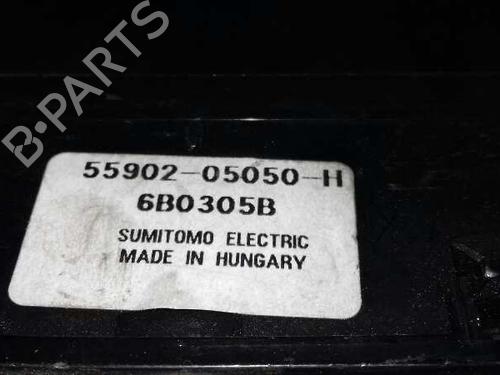 B-PARTS
55902-05050-H
6B0305B
SUMITOMO ELECTRIC
MADE IN HUNGARY